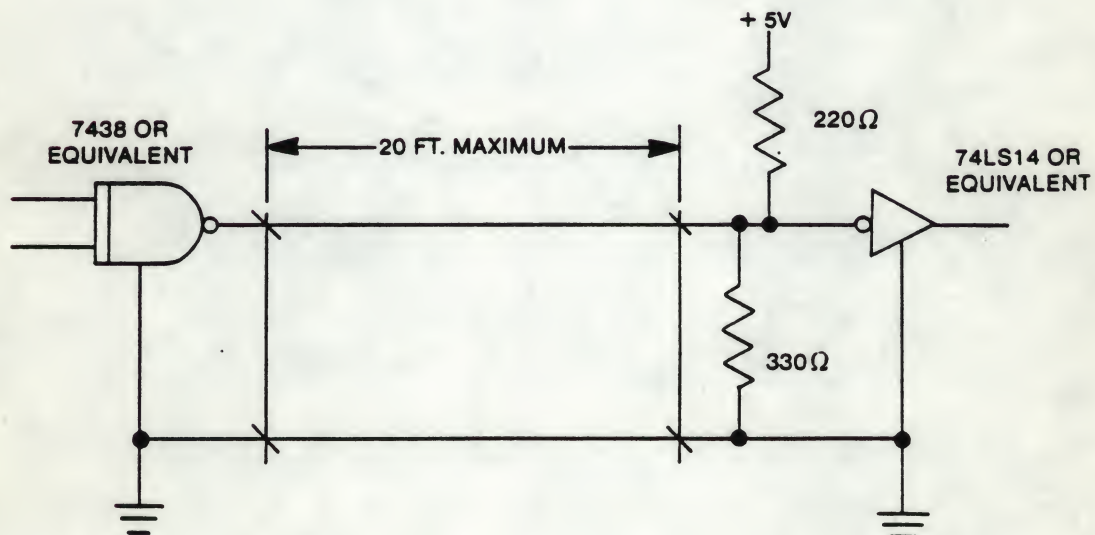 + 5V
220Ω
7438 OR
EQUIVALENT
20 FT. MAXIMUM
74LS14 OR
EQUIVALENT
330Ω